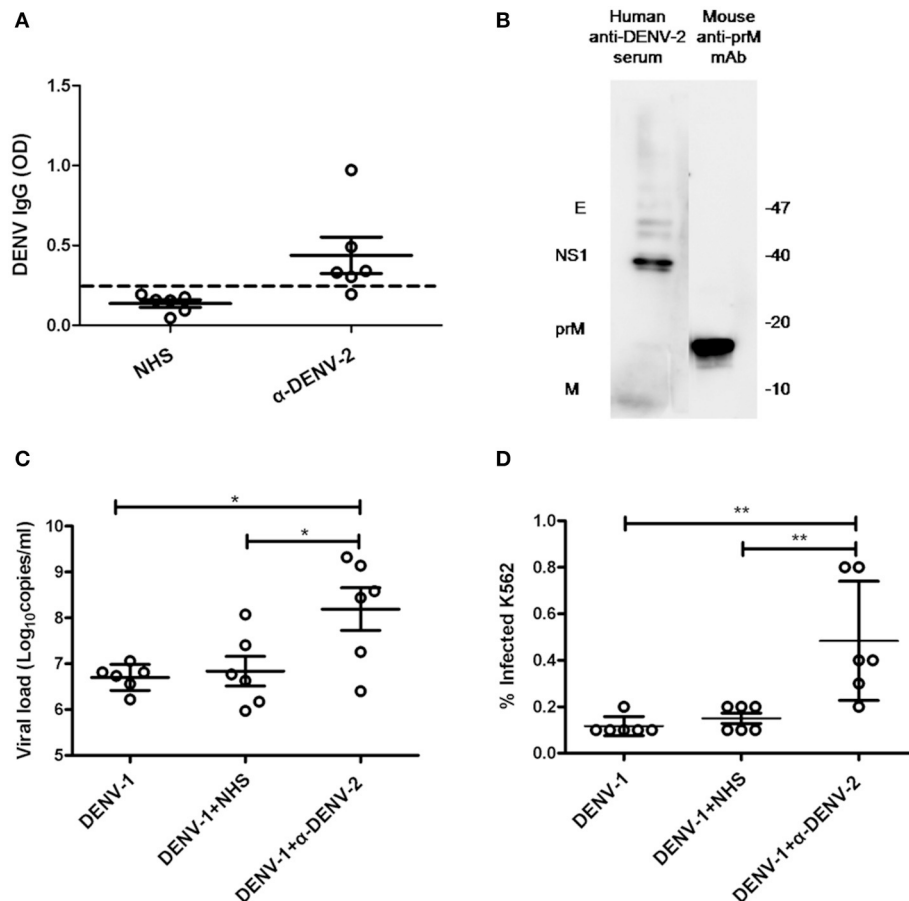 A
DENV IgG (OD)
1.5
1.0
0.5
0.0
NHS
α-DENV-2
B
Human
anti-DENV-2
serum
Mouse
anti-prM
mAb
E
NS1
prM
M
-47
-40
-20
-10
C
Viral load (Log10copies/ml)
10
9
8
7
6
5
*
*
DENV-1
DENV-1+NHS
DENV-1+α-DENV-2
D
% Infected K562
1.0
0.8
0.6
0.4
0.2
0.0
**
**
DENV-1
DENV-1+NHS
DENV-1+α-DENV-2